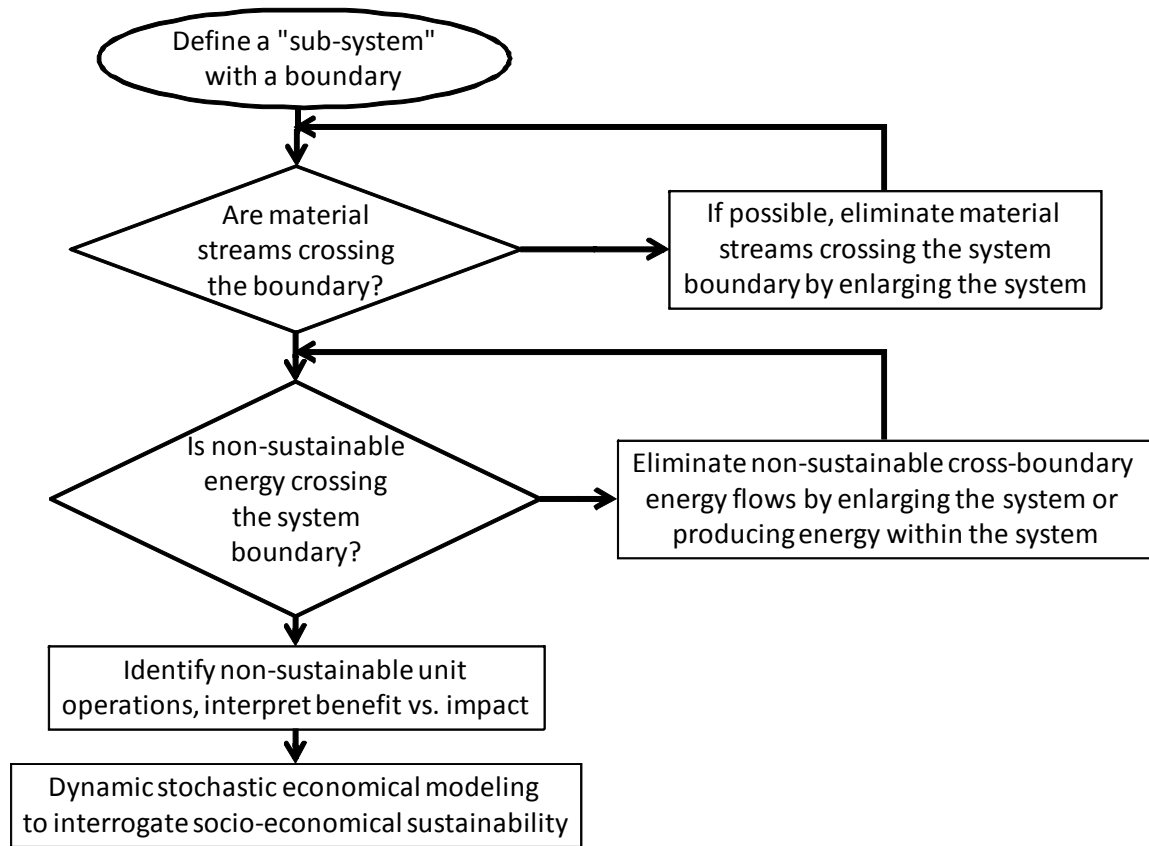 Define a "sub-system"
with a boundary
Are material
streams crossing
the boundary?
If possible, eliminate material
streams crossing the system
boundary by enlarging the system
Is non-sustainable
energy crossing
the system
boundary?
Eliminate non-sustainable cross-boundary
energy flows by enlarging the system or
producing energy within the system
Identify non-sustainable unit
operations, interpret benefit vs. impact
Dynamic stochastic economical modeling
to interrogate socio-economical sustainability